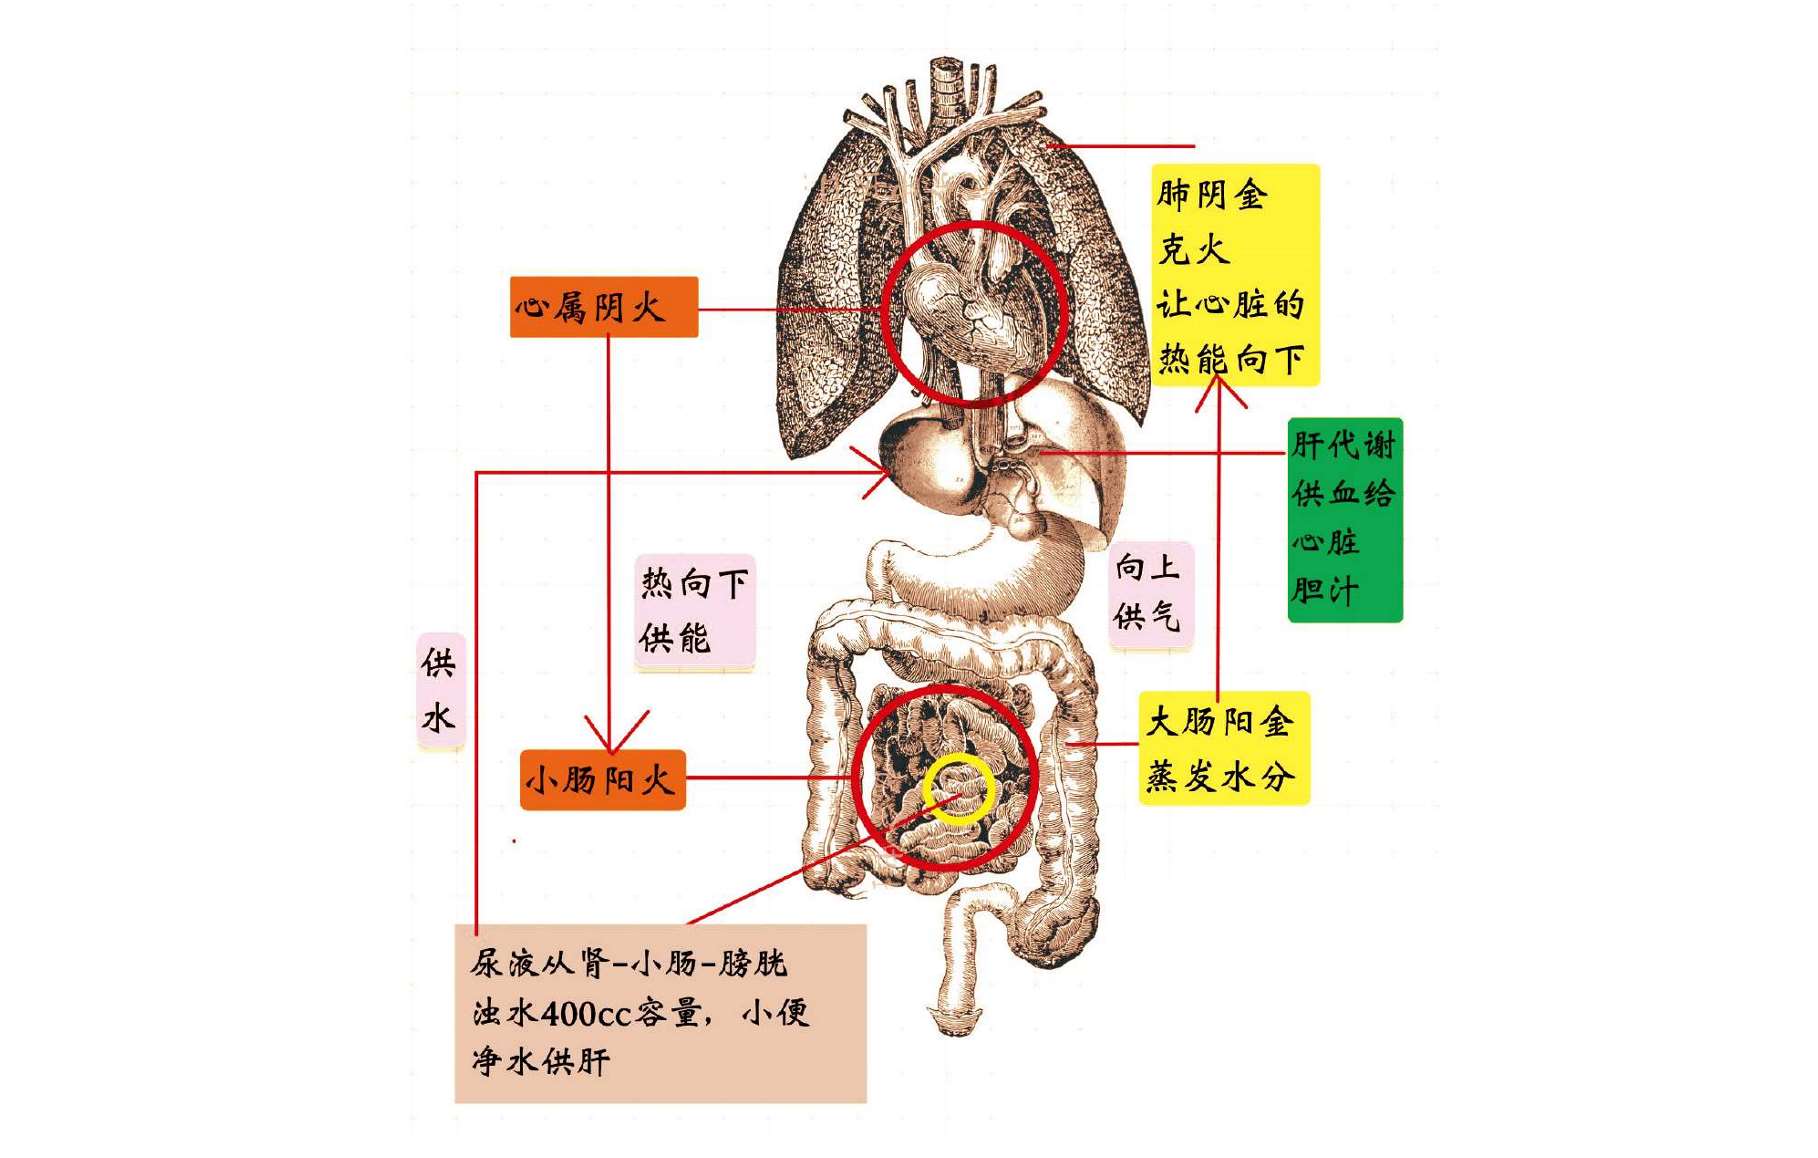 肺阴金
克火
让心脏的
热能向下
心属阴火
肝代谢
供血给
心脏
胆汁
热向下
供能
向上
供气
供
水
大肠阳金
蒸发水分
小肠阳火
尿液从肾-小肠-膀胱
浊水400cc容量，小便
净水供肝